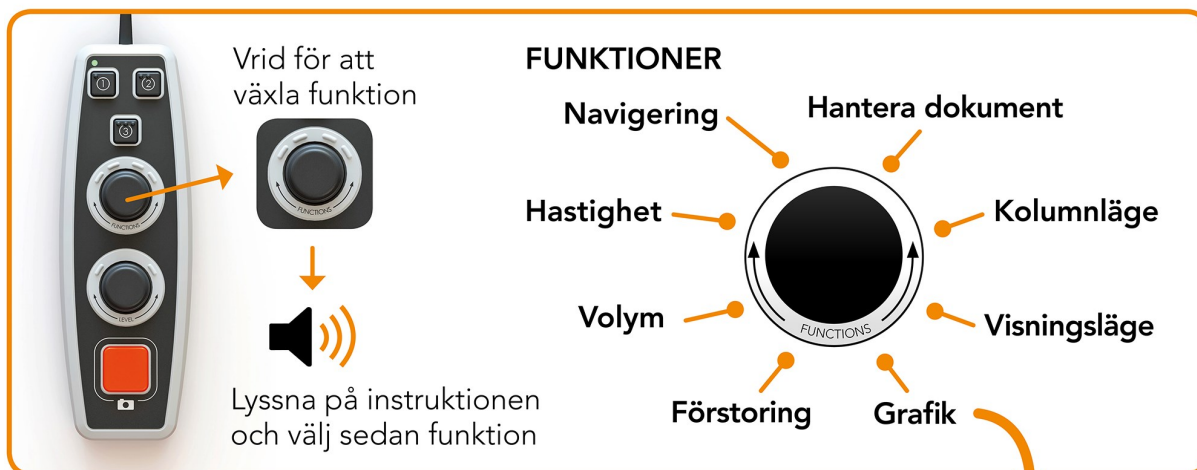 Vrid för att
växla funktion
①
②
③
FUNCTIONS
LEVEL
FUNCTIONS
Lyssna på instruktionen
och välj sedan funktion
FUNKTIONER
Navigering
Hantera dokument
Hastighet
Kolumnläge
Volym
Visningsläge
FUNCTIONS
Förstoring
Grafik